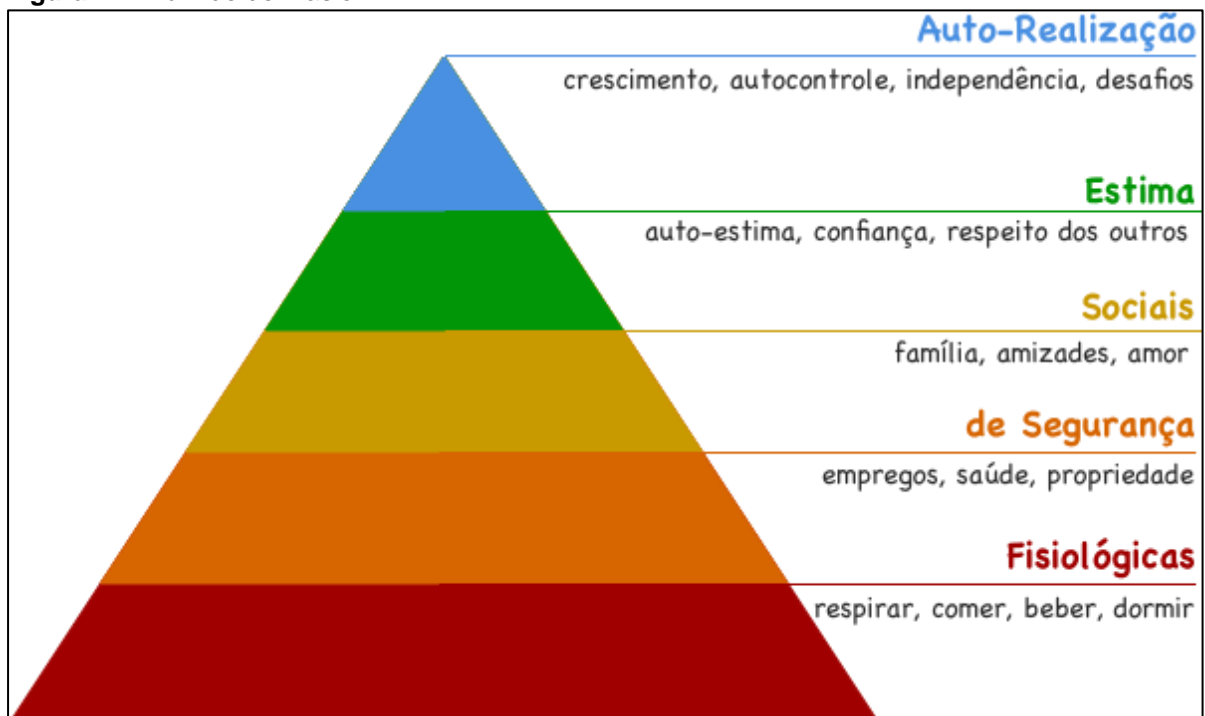 Auto-Realização
crescimento, autocontrole, independência, desafios
Estima
auto-estima, confiança, respeito dos outros
Sociais
família, amizades, amor
de Segurança
empregos, saúde, propriedade
Fisiológicas
respirar, comer, beber, dormir